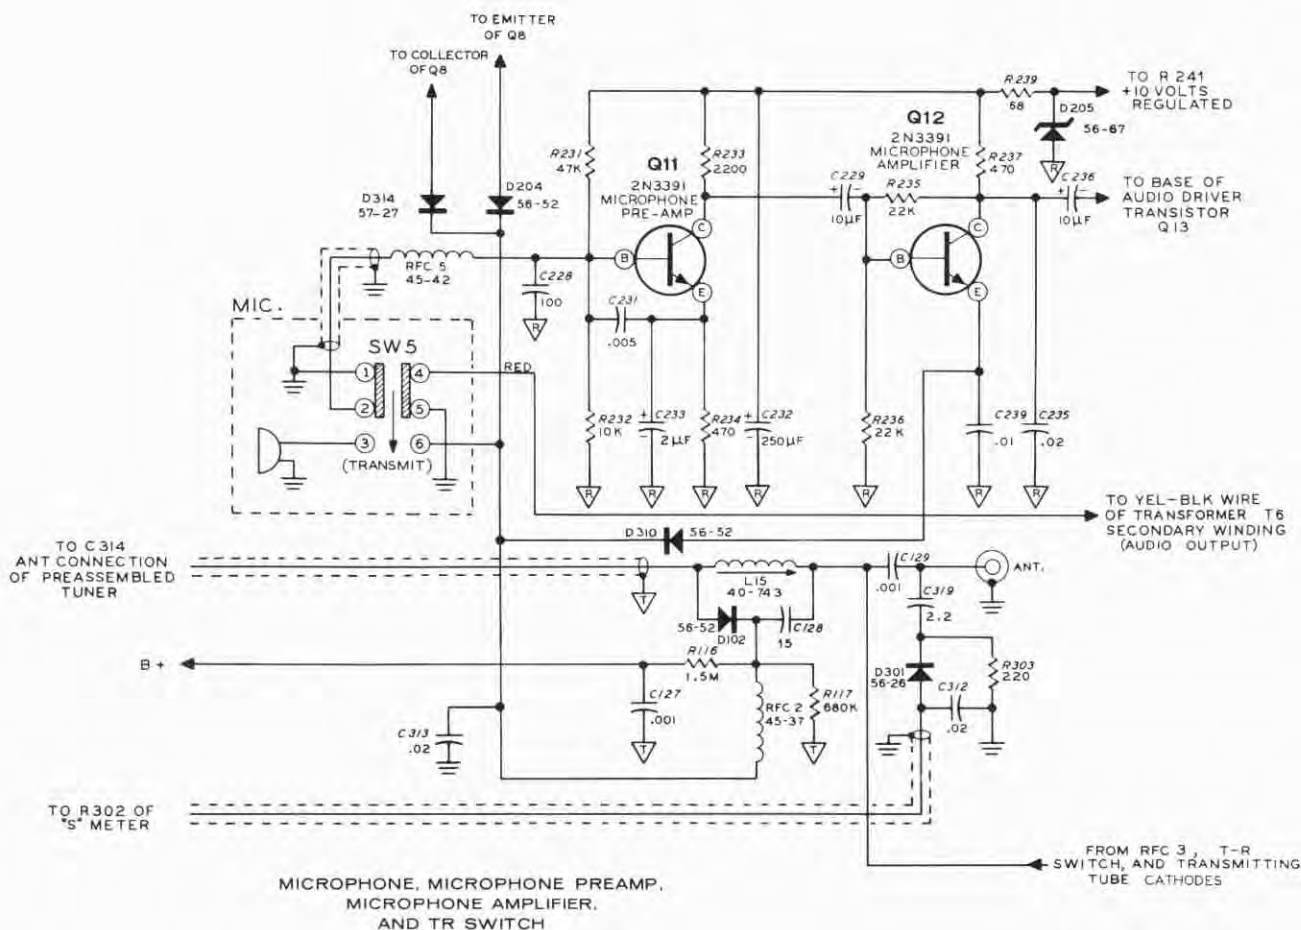 TO EMITTER
OF Q8
TO COLLECTOR
OF Q8
D314
57-27
D204
56-52
R231
47K
Q11
2N3391
MICROPHONE
PRE-AMP
R233
2200
C229
+ -
10µF
R235
22K
Q12
2N3391
MICROPHONE
AMPLIFIER
R237
470
R239
68
D205
56-67
R
TO R 241
+10 VOLTS
REGULATED
C236
+ -
10µF
TO BASE OF
AUDIO DRIVER
TRANSISTOR
Q13
RFC 5
45-42
C228
100
R
B
C
E
B
C
E
C231
.005
MIC.
SW5
1
2
3
4
5
6
(TRANSMIT)
RED
R232
10K
R
C233
+
-
2µF
R
R234
470
R
C232
+
-
250µF
R
R236
22K
R
C239
.01
R
C235
.02
R
TO YEL-BLK WIRE
OF TRANSFORMER T6
SECONDARY WINDING
(AUDIO OUTPUT)
D310
56-52
TO C314
ANT CONNECTION
OF PREASSEMBLED
TUNER
T
L15
40-743
C129
.001
ANT.
56-52
D102
C128
15
C319
2.2
B +
R116
1.5M
C127
.001
T
RFC 2
45-37
R117
680K
T
D301
56-26
C312
.02
R303
220
C313
.02
TO R302 OF
"S" METER
FROM RFC 3, T-R
SWITCH, AND TRANSMITTING
TUBE CATHODES
MICROPHONE, MICROPHONE PREAMP,
MICROPHONE AMPLIFIER,
AND TR SWITCH